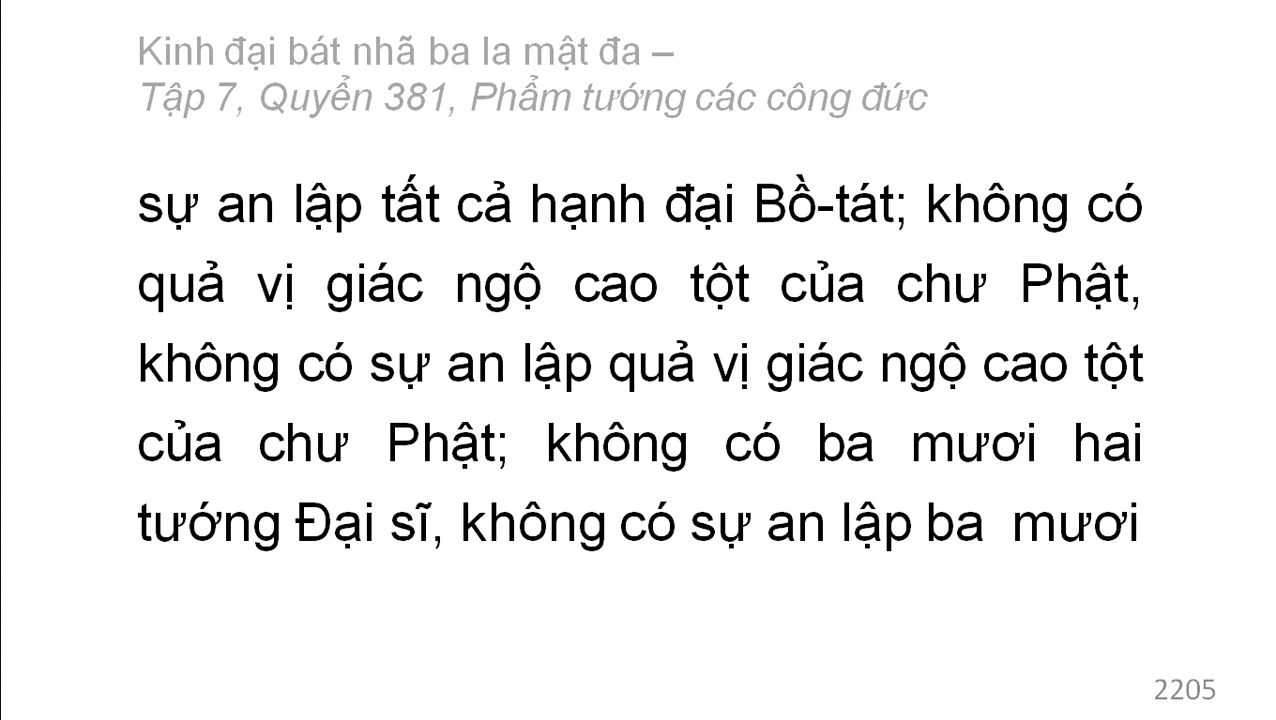 Kinh đại bát nhã ba la mật đa –
Tập 7, Quyển 381, Phẩm tướng các công đức
sự an lập tất cả hạnh đại Bồ-tát; không có
quả vị giác ngộ cao tột của chư Phật,
không có sự an lập quả vị giác ngộ cao tột
của chư Phật; không có ba mươi hai
tướng Đại sĩ, không có sự an lập ba mươi
2205